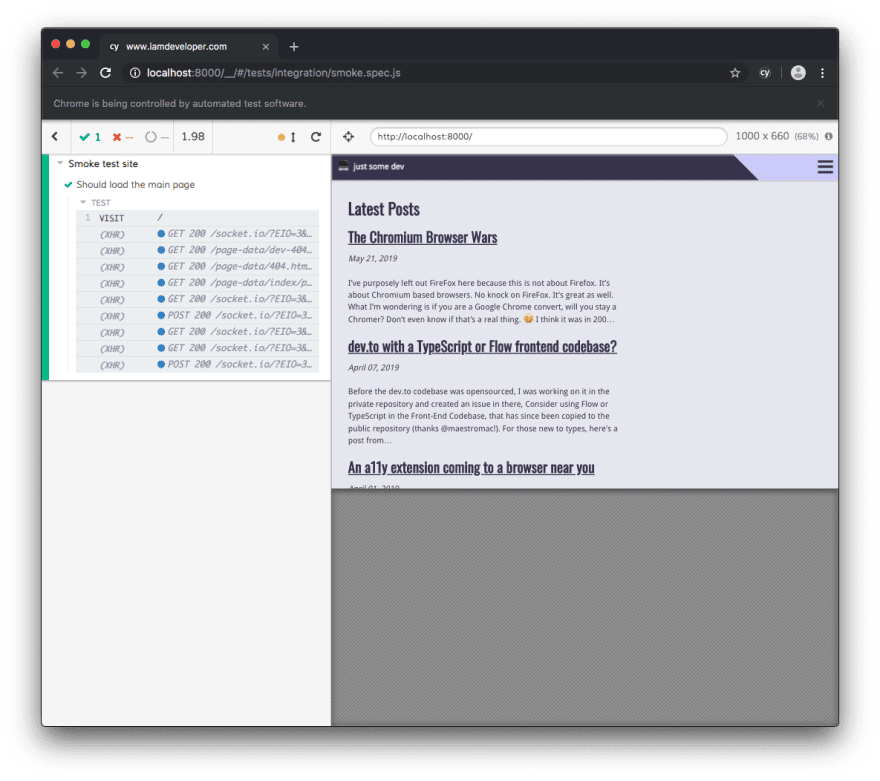 cy www.iamdeveloper.com
localhost:8000/__/#/tests/integration/smoke.spec.js
cy
Chrome is being controlled by automated test software.
1 -- -- 1.98
http://localhost:8000/
1000 x 660 (68%)
Smoke test site
Should load the main page
TEST
1 VISIT /
(XHR) GET 200 /socket.io/?EIO=3&…
(XHR) GET 200 /page-data/dev-404…
(XHR) GET 200 /page-data/404.htm…
(XHR) GET 200 /page-data/index/p…
(XHR) GET 200 /socket.io/?EIO=3&…
(XHR) POST 200 /socket.io/?EIO=3…
(XHR) GET 200 /socket.io/?EIO=3&…
(XHR) GET 200 /socket.io/?EIO=3&…
(XHR) POST 200 /socket.io/?EIO=3…
just some dev
Latest Posts
The Chromium Browser Wars
May 21, 2019
I've purposely left out FireFox here because this is not about Firefox. It's
about Chromium based browsers. No knock on FireFox. It's great as well.
What I'm wondering is if you are a Google Chrome convert, will you stay a
Chromer? Don't even know if that's a real thing. 😆 I think it was in 200…
dev.to with a TypeScript or Flow frontend codebase?
April 07, 2019
Before the dev.to codebase was opensourced, I was working on it in the
private repository and created an issue in there, Consider using Flow or
TypeScript in the Front-End Codebase, that has since been copied to the
public repository (thanks @maestromac!). For those new to types, here's a
post from…
An a11y extension coming to a browser near you
April 01, 2019